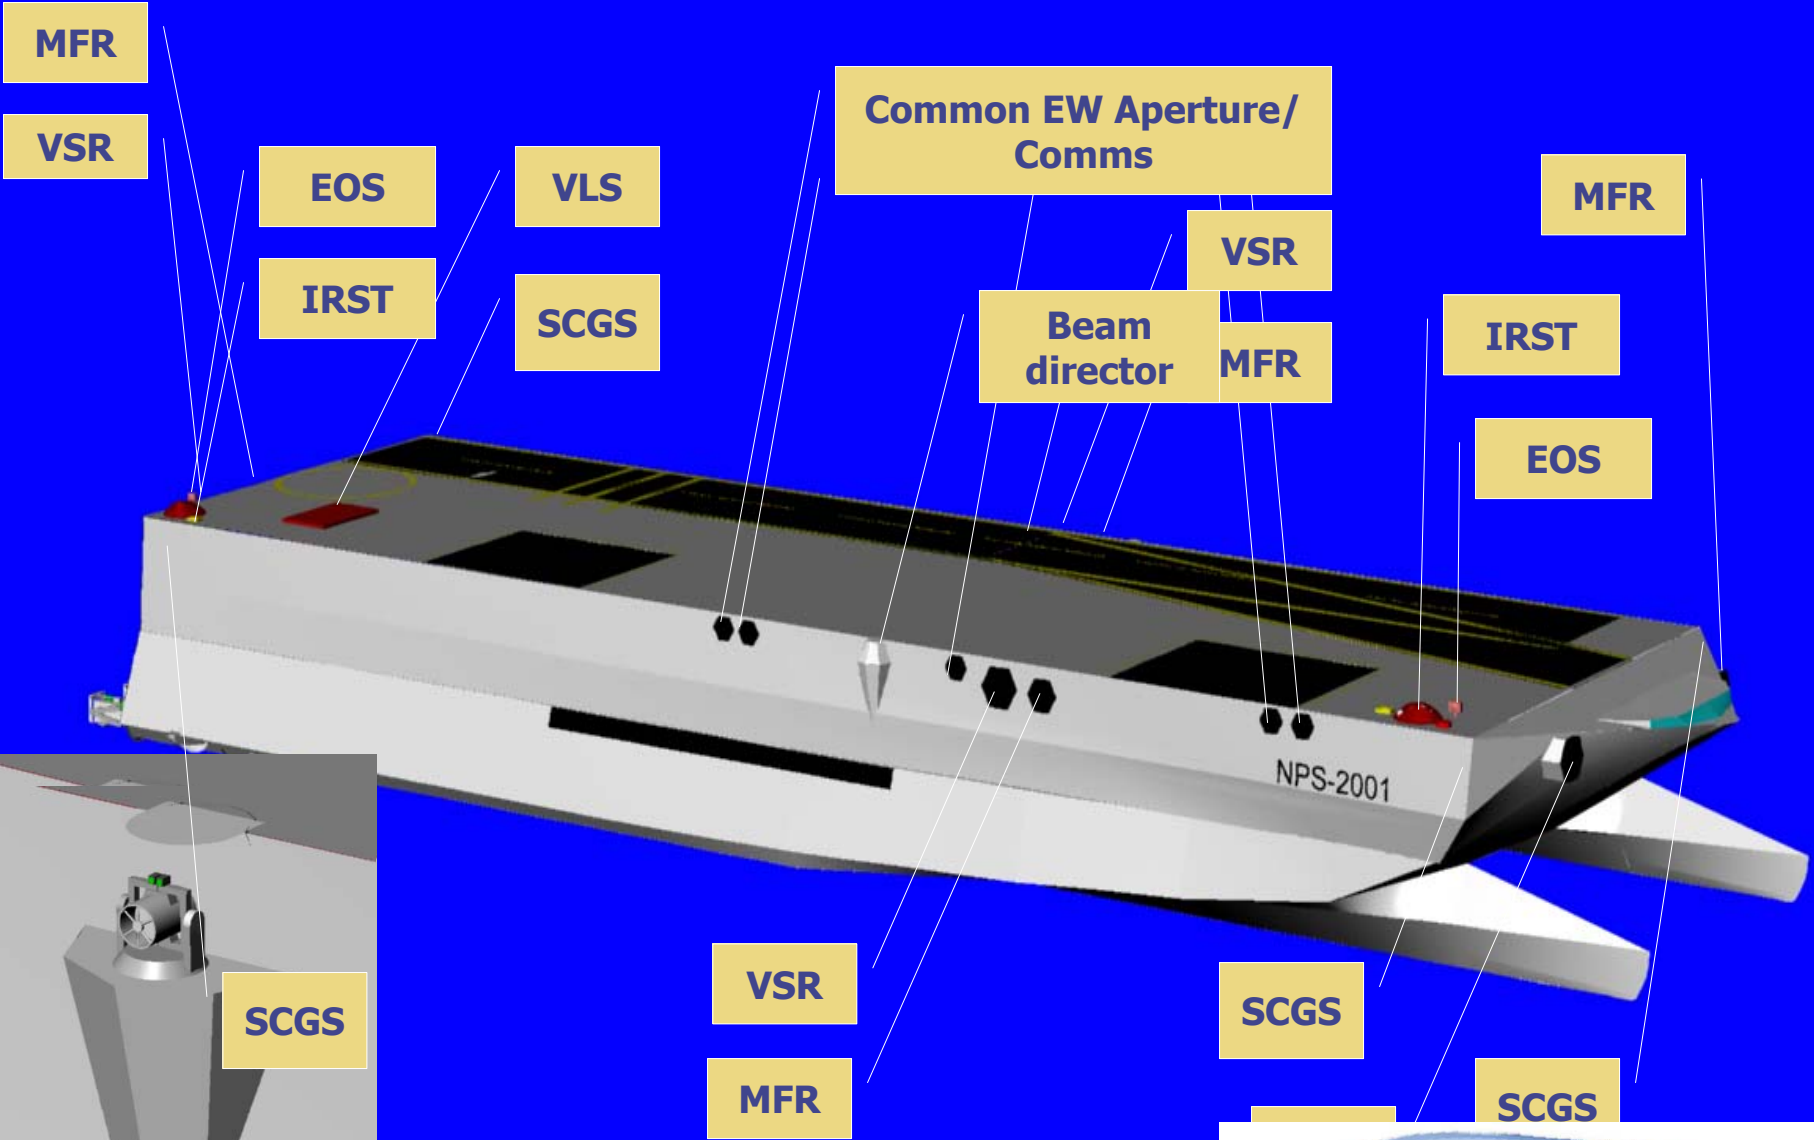 MFR
VSR
EOS
IRST
VLS
SCGS
Common EW Aperture/
Comms
VSR
MFR
Beam
director
MFR
IRST
EOS
NPS-2001
SCGS
VSR
MFR
SCGS
SCGS